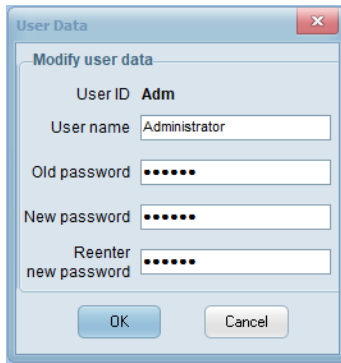 User Data
Modify user data
User ID Adm
User name Administrator
Old password ••••••
New password ••••••
Reenter
new password ••••••
OK Cancel